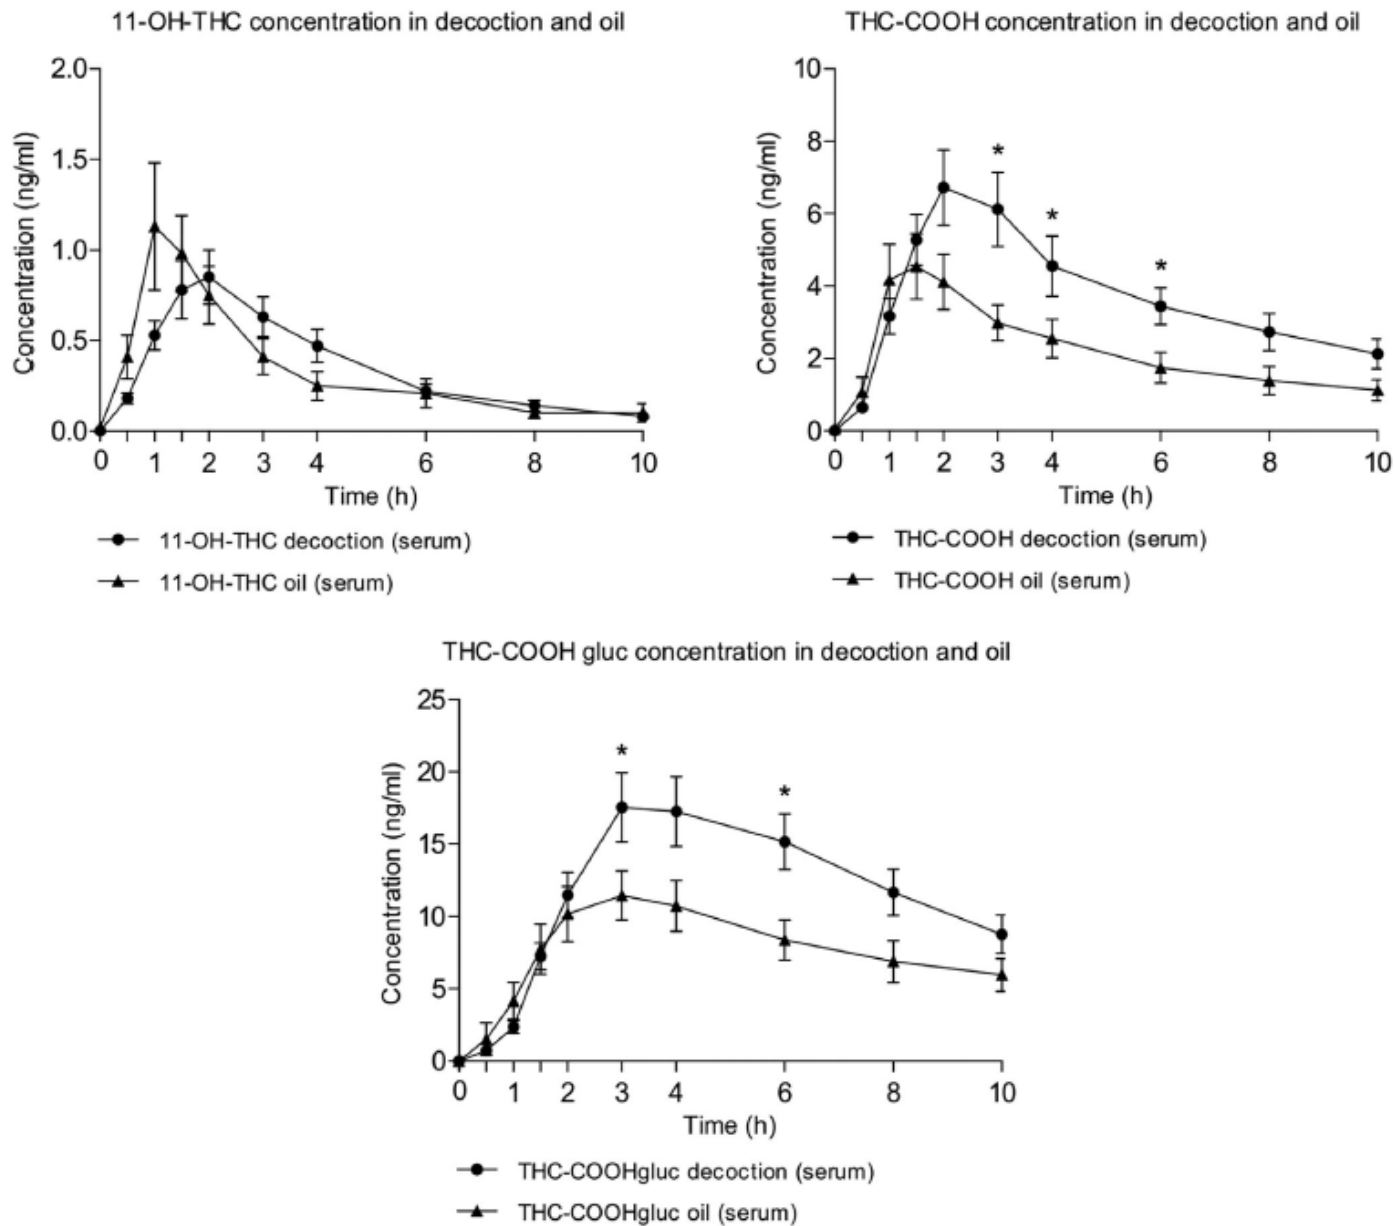 11-OH-THC concentration in decoction and oil
2.0
1.5
1.0
0.5
0.0
Concentration (ng/ml)
0 1 2 3 4 6 8 10
Time (h)
11-OH-THC decoction (serum)
11-OH-THC oil (serum)
THC-COOH concentration in decoction and oil
10
8
6
4
2
0
Concentration (ng/ml)
* * *
0 1 2 3 4 6 8 10
Time (h)
THC-COOH decoction (serum)
THC-COOH oil (serum)
THC-COOH gluc concentration in decoction and oil
25
20
15
10
5
0
Concentration (ng/ml)
* *
0 1 2 3 4 6 8 10
Time (h)
THC-COOHgluc decoction (serum)
THC-COOHgluc oil (serum)